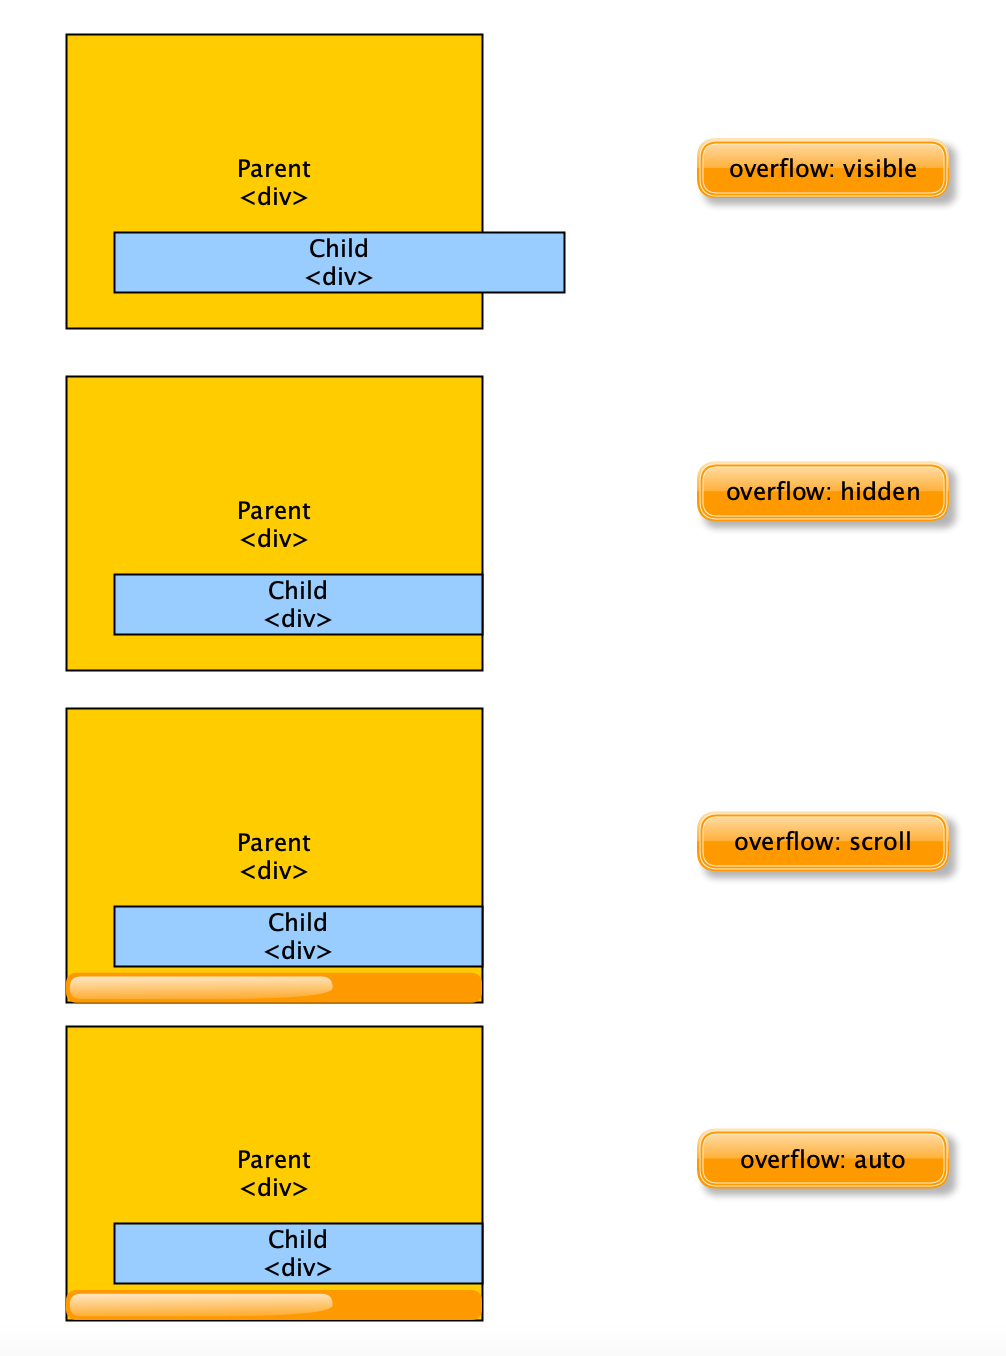 Parent
<div>
overflow: visible
Child
<div>
Parent
<div>
overflow: hidden
Child
<div>
Parent
<div>
overflow: scroll
Child
<div>
Parent
<div>
overflow: auto
Child
<div>